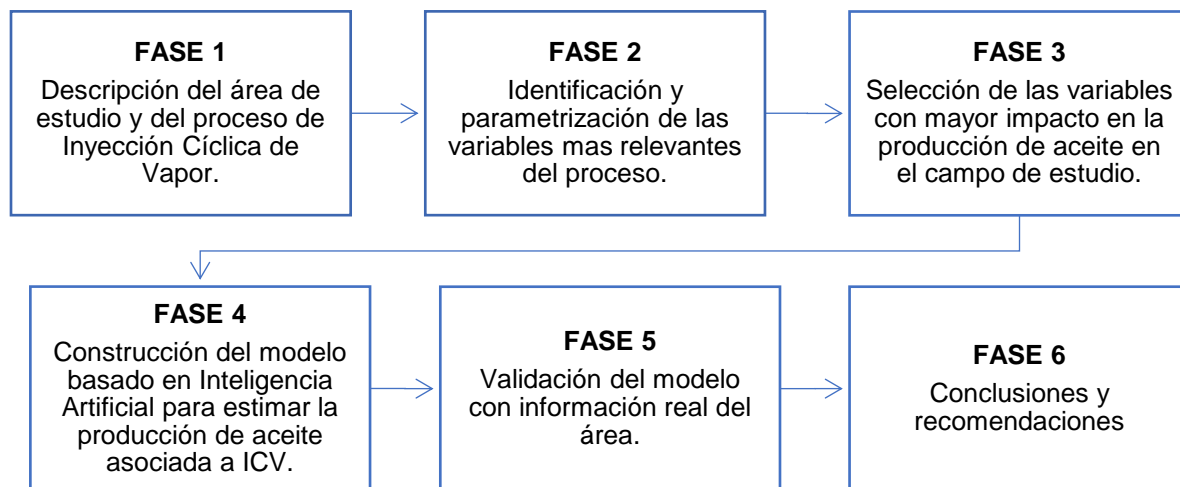 FASE 1
Descripción del área de
estudio y del proceso de
Inyección Cíclica de
Vapor.
FASE 2
Identificación y
parametrización de las
variables mas relevantes
del proceso.
FASE 3
Selección de las variables
con mayor impacto en la
producción de aceite en
el campo de estudio.
FASE 4
Construcción del modelo
basado en Inteligencia
Artificial para estimar la
producción de aceite
asociada a ICV.
FASE 5
Validación del modelo
con información real del
área.
FASE 6
Conclusiones y
recomendaciones